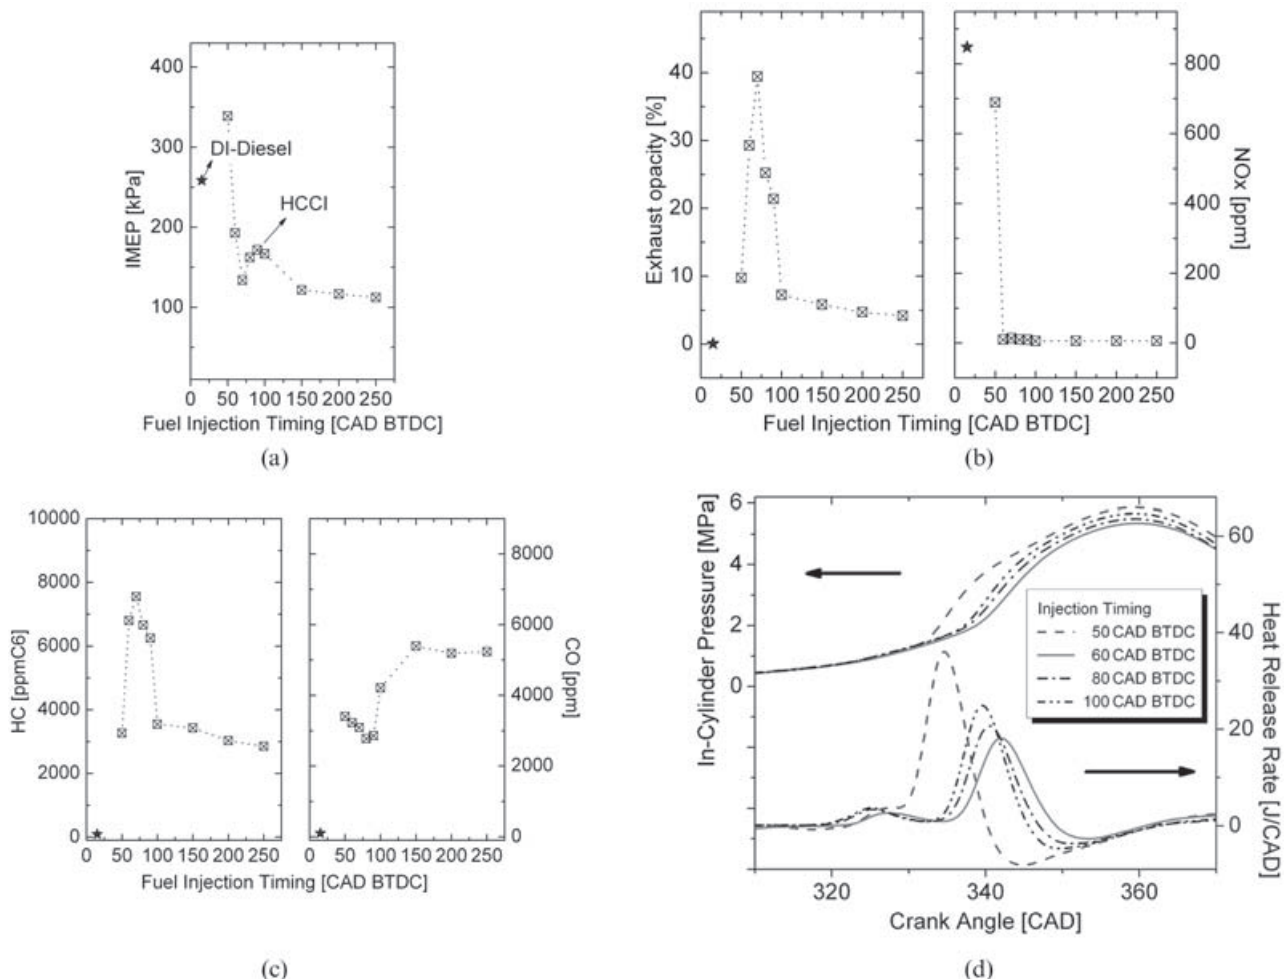 400
300
200
100
IMEP [kPa]
DI-Diesel
HCCI
0 50 100 150 200 250
Fuel Injection Timing [CAD BTDC]
(a)
40
30
20
10
0
Exhaust opacity [%]
800
600
400
200
0
NOx [ppm]
0 50 100 150 200 250
0 50 100 150 200 250
Fuel Injection Timing [CAD BTDC]
(b)
10000
8000
6000
4000
2000
0
HC [ppmC6]
8000
6000
4000
2000
0
CO [ppm]
0 50 100 150 200 250
0 50 100 150 200 250
Fuel Injection Timing [CAD BTDC]
(c)
6
4
2
0
In-Cylinder Pressure [MPa]
60
40
20
0
Heat Release Rate [J/CAD]
Injection Timing
50 CAD BTDC
60 CAD BTDC
80 CAD BTDC
100 CAD BTDC
320 340 360
Crank Angle [CAD]
(d)